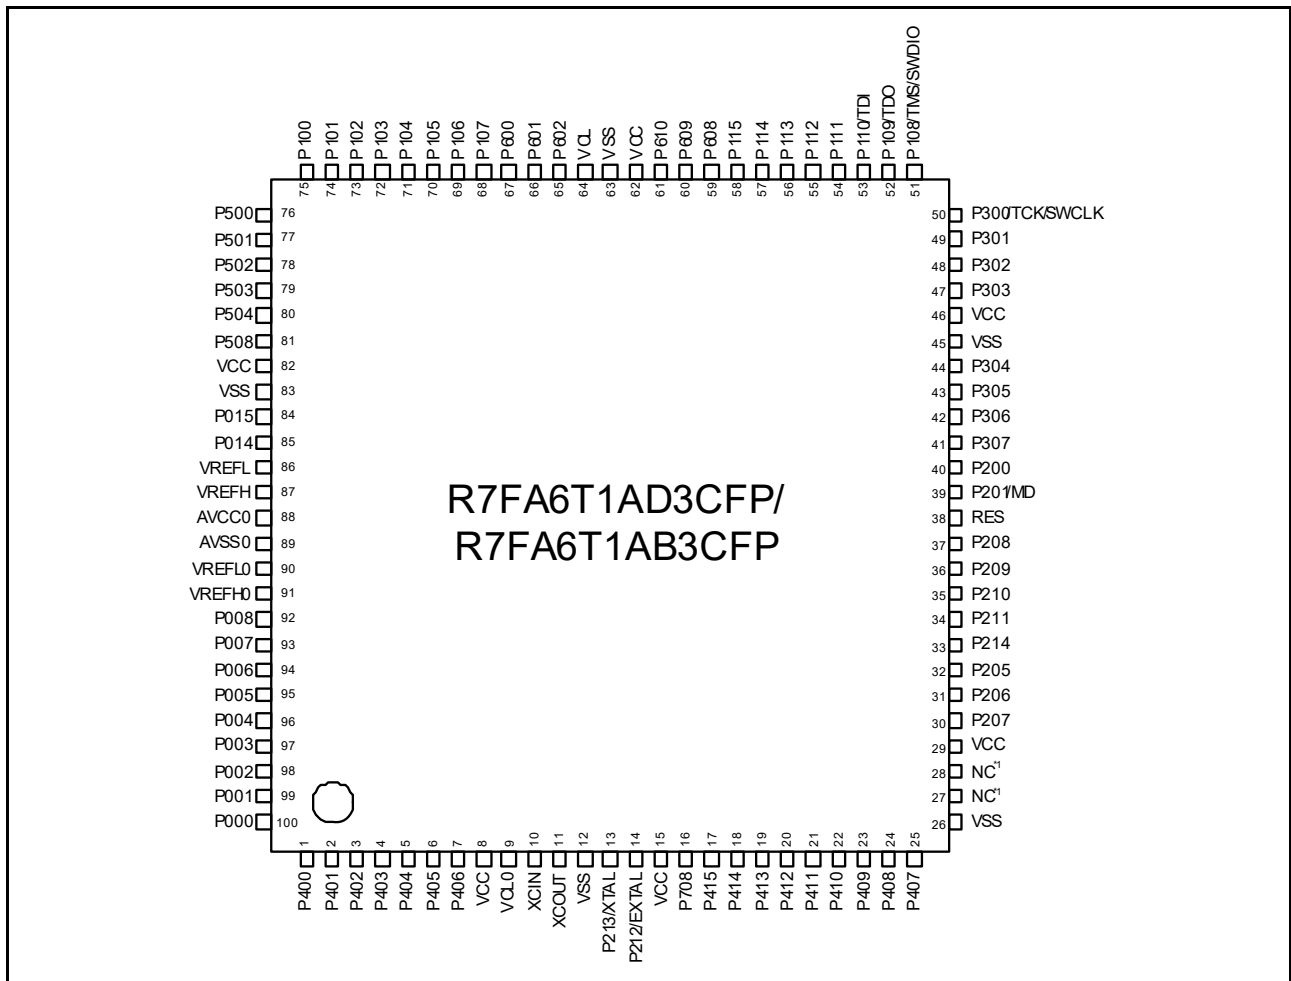 P100
P101
P102
P103
P104
P105
P106
P107
P600
P601
P602
VCL
VSS
VCC
P610
P609
P608
P115
P114
P113
P112
P111
P110/TDI
P109/TDO
P108/TMS/SWDIO
75
74
73
72
71
70
69
68
67
66
65
64
63
62
61
60
59
58
57
56
55
54
53
52
51
P500 76
P501 77
P502 78
P503 79
P504 80
P508 81
VCC 82
VSS 83
P015 84
P014 85
VREFL 86
VREFH 87
AVCC0 88
AVSS0 89
VREFL0 90
VREFH0 91
P008 92
P007 93
P006 94
P005 95
P004 96
P003 97
P002 98
P001 99
P000 100
R7FA6T1AD3CFP/
R7FA6T1AB3CFP
50 P300/TCK/SWCLK
49 P301
48 P302
47 P303
46 VCC
45 VSS
44 P304
43 P305
42 P306
41 P307
40 P200
39 P201/MD
38 RES
37 P208
36 P209
35 P210
34 P211
33 P214
32 P205
31 P206
30 P207
29 VCC
28 NC*1
27 NC*1
26 VSS
1
2
3
4
5
6
7
8
9
10
11
12
13
14
15
16
17
18
19
20
21
22
23
24
25
P400
P401
P402
P403
P404
P405
P406
VCC
VCL0
XCIN
XCOUT
VSS
P213/XTAL
P212/EXTAL
VCC
P708
P415
P414
P413
P412
P411
P410
P409
P408
P407